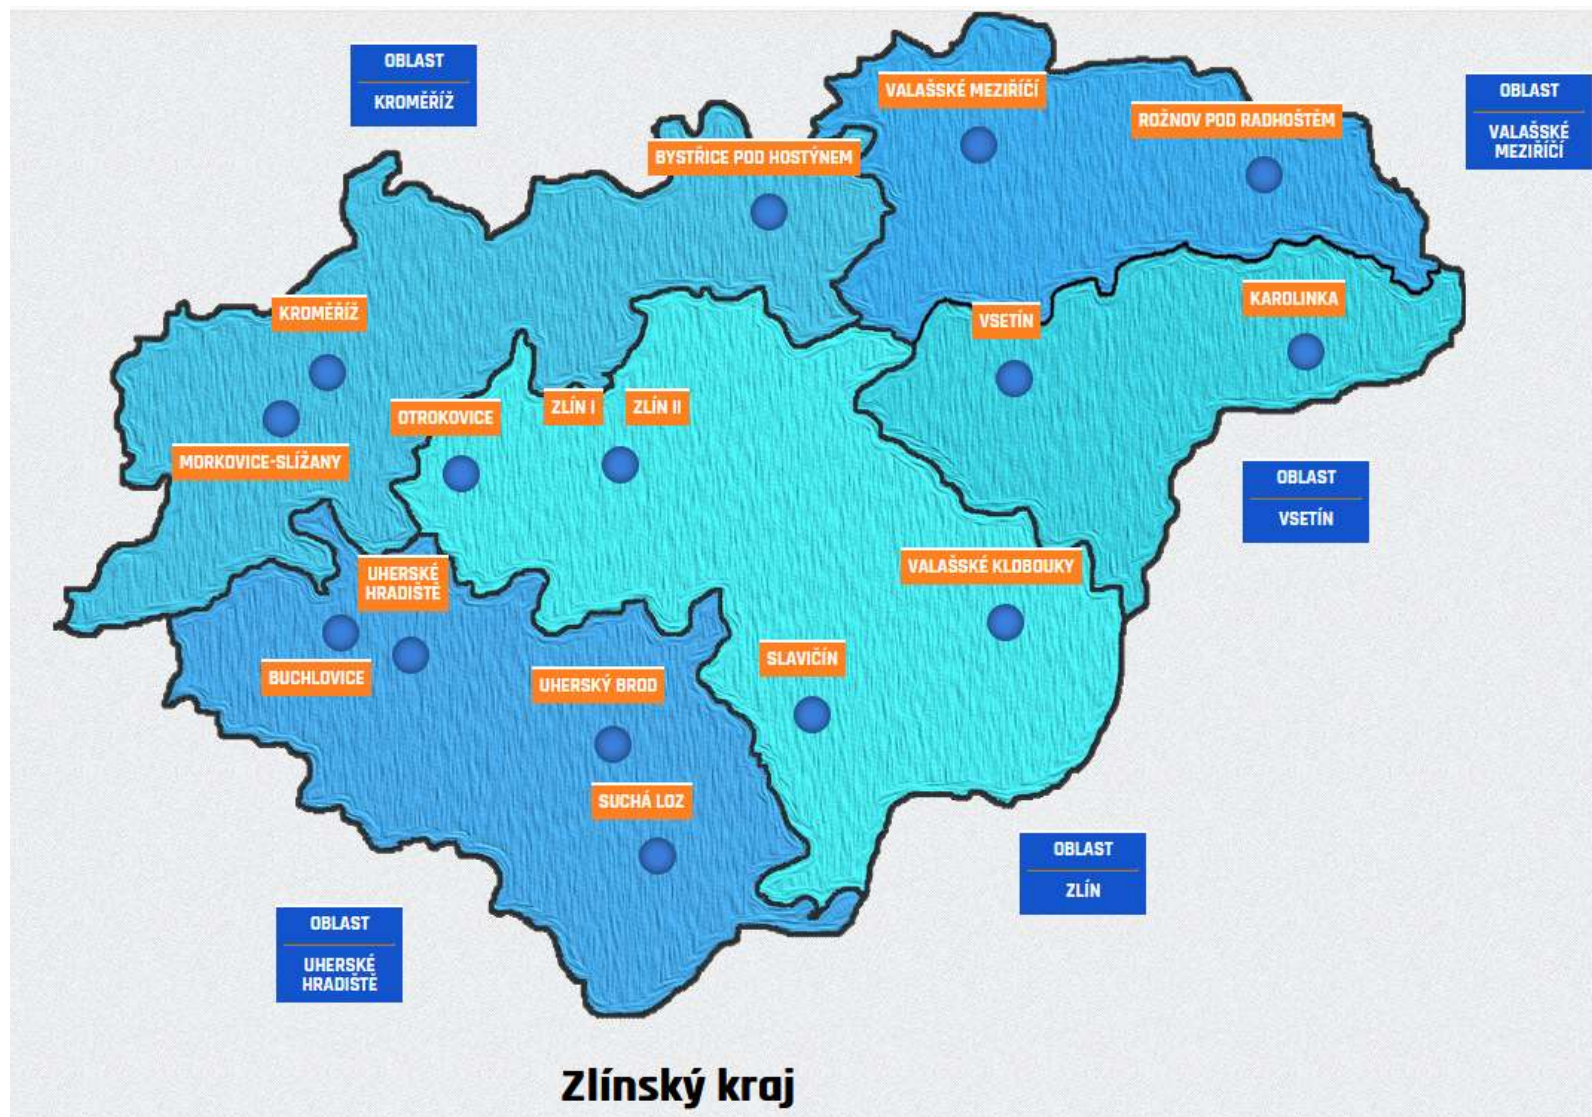 OBLAST
KROMĚŘÍŽ
VALAŠSKÉ MEZIŘÍČÍ
OBLAST
VALAŠSKÉ
MEZIŘÍČÍ
ROŽNOV POD RADHOŠTĚM
BYSTŘICE POD HOSTÝNEM
KROMĚŘÍŽ
VSETÍN
KAROLINKA
OTROKOVICE
ZLÍN I
ZLÍN II
MORKOVICE-SLÍŽANY
OBLAST
VSETÍN
UHERSKÉ
HRADIŠTĚ
VALAŠSKÉ KLOBOUKY
BUCHLOVICE
UHERSKÝ BROD
SLAVIČÍN
SUCHÁ LOZ
OBLAST
ZLÍN
OBLAST
UHERSKÉ
HRADIŠTĚ
Zlínský kraj